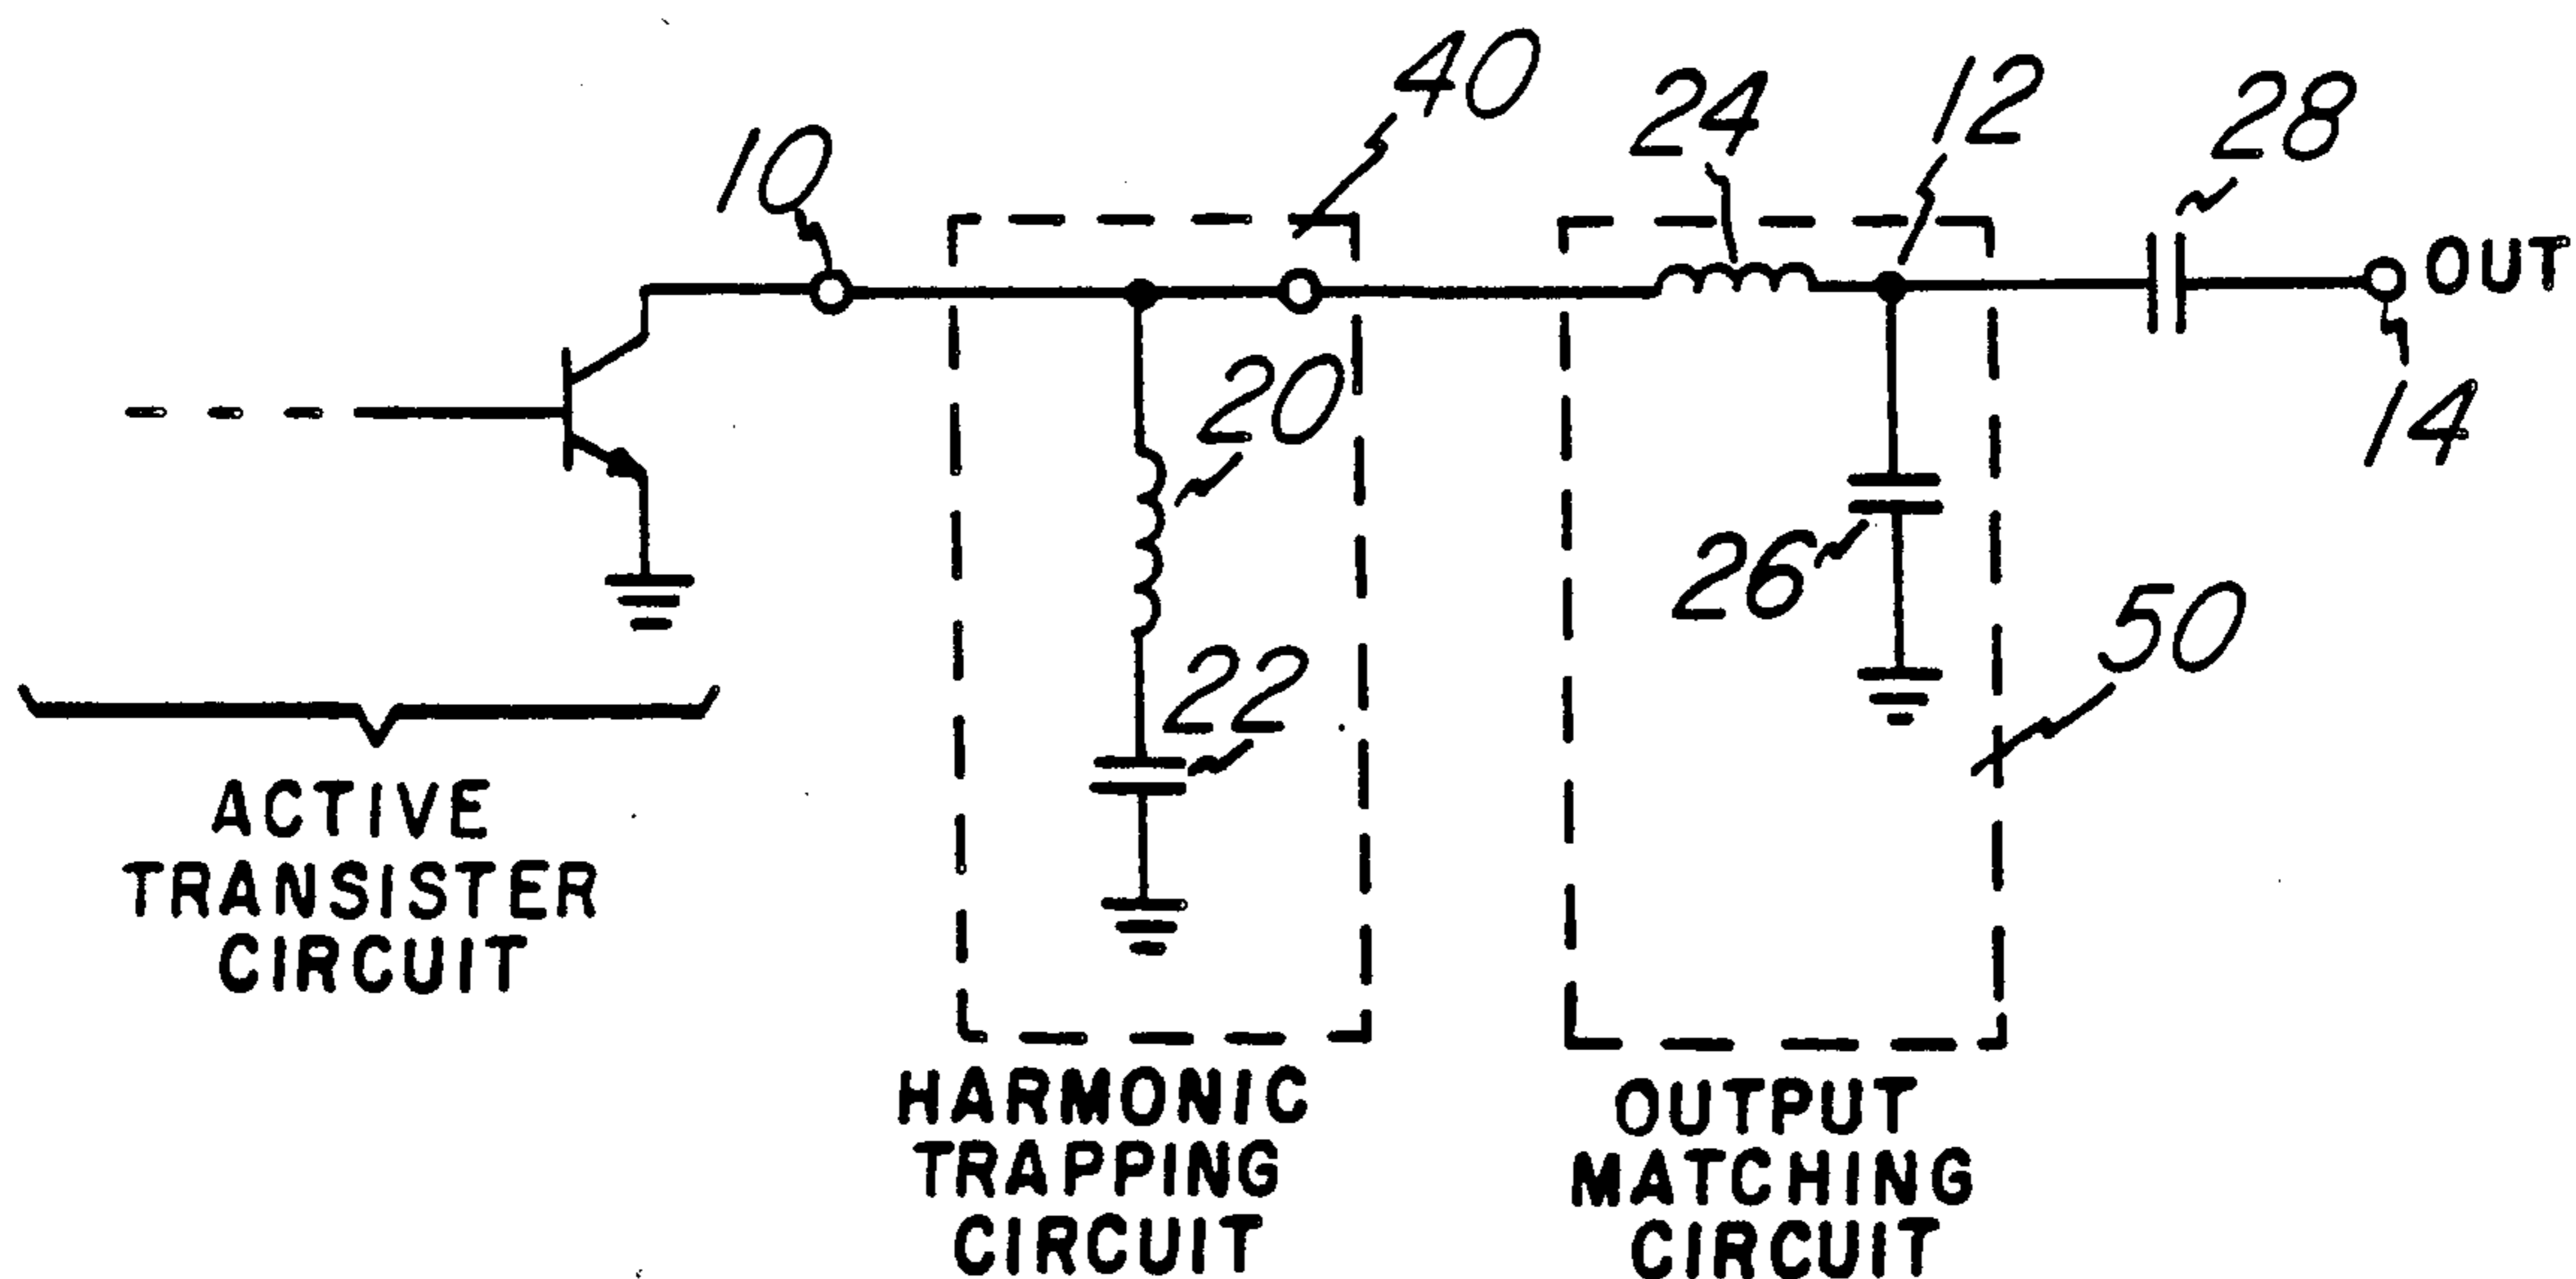 40
24
12
28
10
OUT
14
20
26
50
22
ACTIVE
TRANSISTER
CIRCUIT
HARMONIC
TRAPPING
CIRCUIT
OUTPUT
MATCHING
CIRCUIT